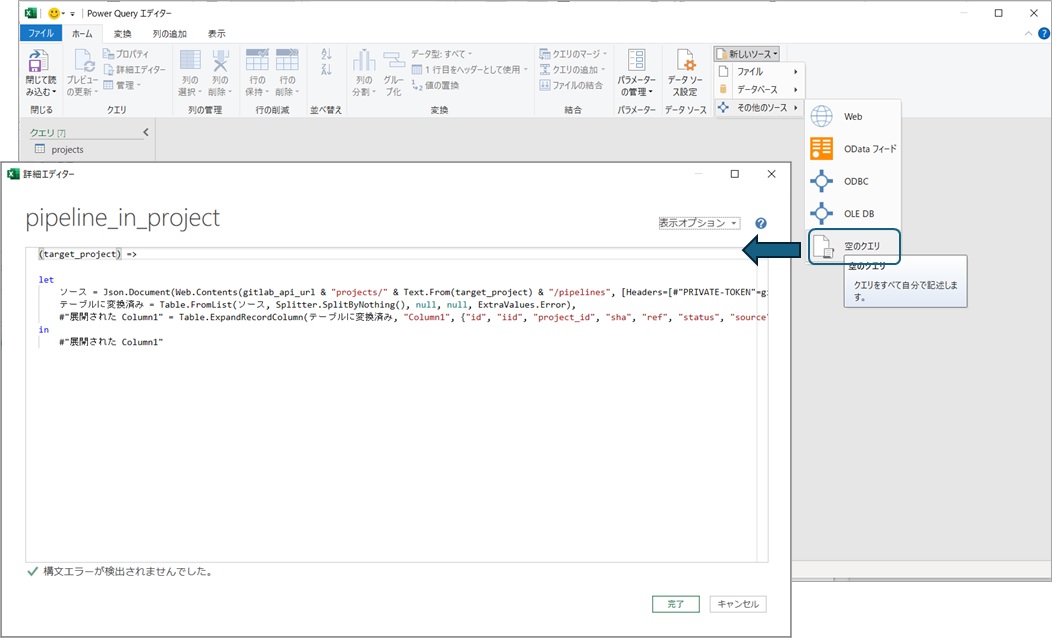 Power Query エディター
ファイル ホーム 変換 列の追加 表示
閉じて読み込む
閉じる
プレビューの更新
プロパティ
詳細エディター
管理
クエリ
列の選択
列の削除
列の管理
行の保持
行の削除
行の削減
並べ替え
列の分割
グループ化
データ型: すべて
1 行目をヘッダーとして使用
値の置換
変換
クエリのマージ
クエリの追加
ファイルの結合
結合
パラメーターの管理
パラメーター
データ ソース設定
データ ソース
新しいソース
ファイル
データベース
その他のソース
Web
OData フィード
ODBC
OLE DB
空のクエリ
空のクエリ
クエリをすべて自分で記述しま
す。
クエリ [7]
projects
詳細エディター
pipeline_in_project
表示オプション
(target_project) =>
let
ソース = Json.Document(Web.Contents(gitlab_api_url & "projects/" & Text.From(target_project) & "/pipelines", [Headers=[#"PRIVATE-TOKEN"=
テーブルに変換済み = Table.FromList(ソース, Splitter.SplitByNothing(), null, null, ExtraValues.Error),
#"展開された Column1" = Table.ExpandRecordColumn(テーブルに変換済み, "Column1", {"id", "iid", "project_id", "sha", "ref", "status", "source"
in
#"展開された Column1"
構文エラーが検出されませんでした。
完了 キャンセル